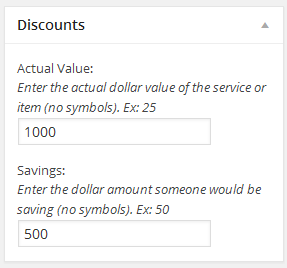 Discounts
Actual Value:
Enter the actual dollar value of the service or
item (no symbols). Ex: 25
1000
Savings:
Enter the dollar amount someone would be
saving (no symbols). Ex: 50
500